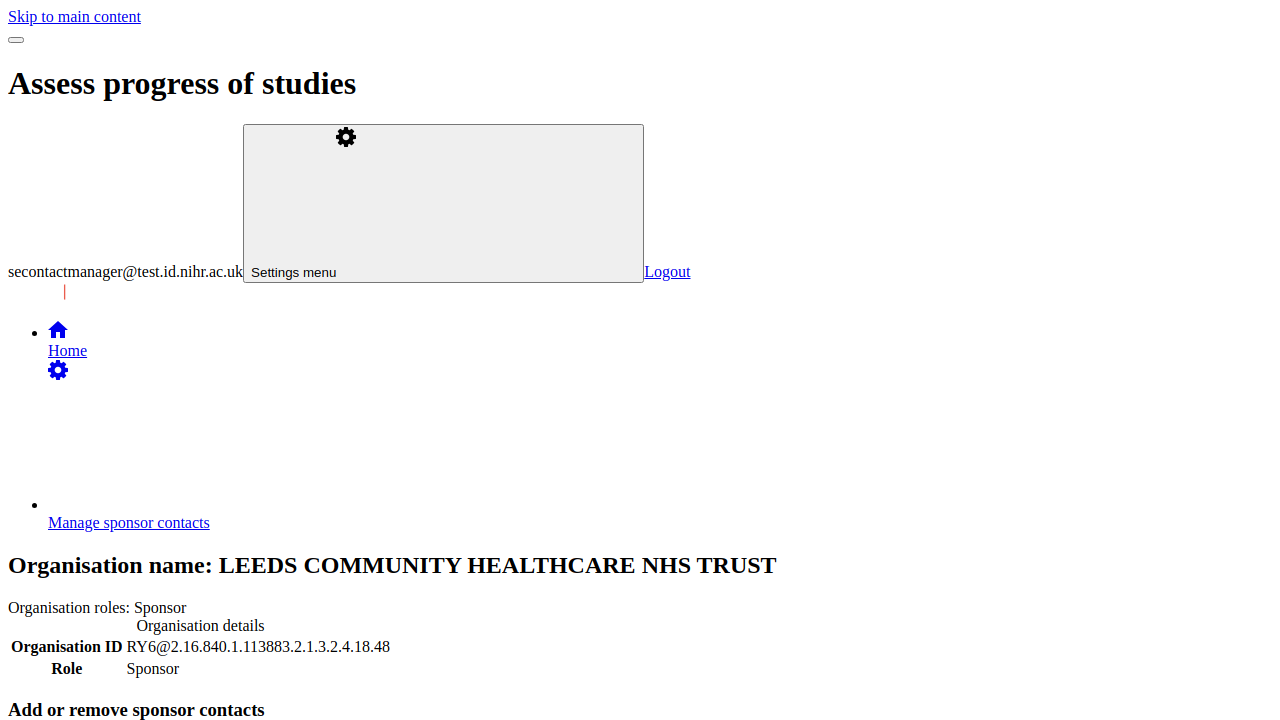 Skip to main content
Assess progress of studies
secontactmanager@test.id.nihr.ac.uk Settings menu Logout
|
Home
Manage sponsor contacts
Organisation name: LEEDS COMMUNITY HEALTHCARE NHS TRUST
Organisation roles: Sponsor
Organisation details
Organisation ID RY6@2.16.840.1.113883.2.1.3.2.4.18.48
Role Sponsor
Add or remove sponsor contacts